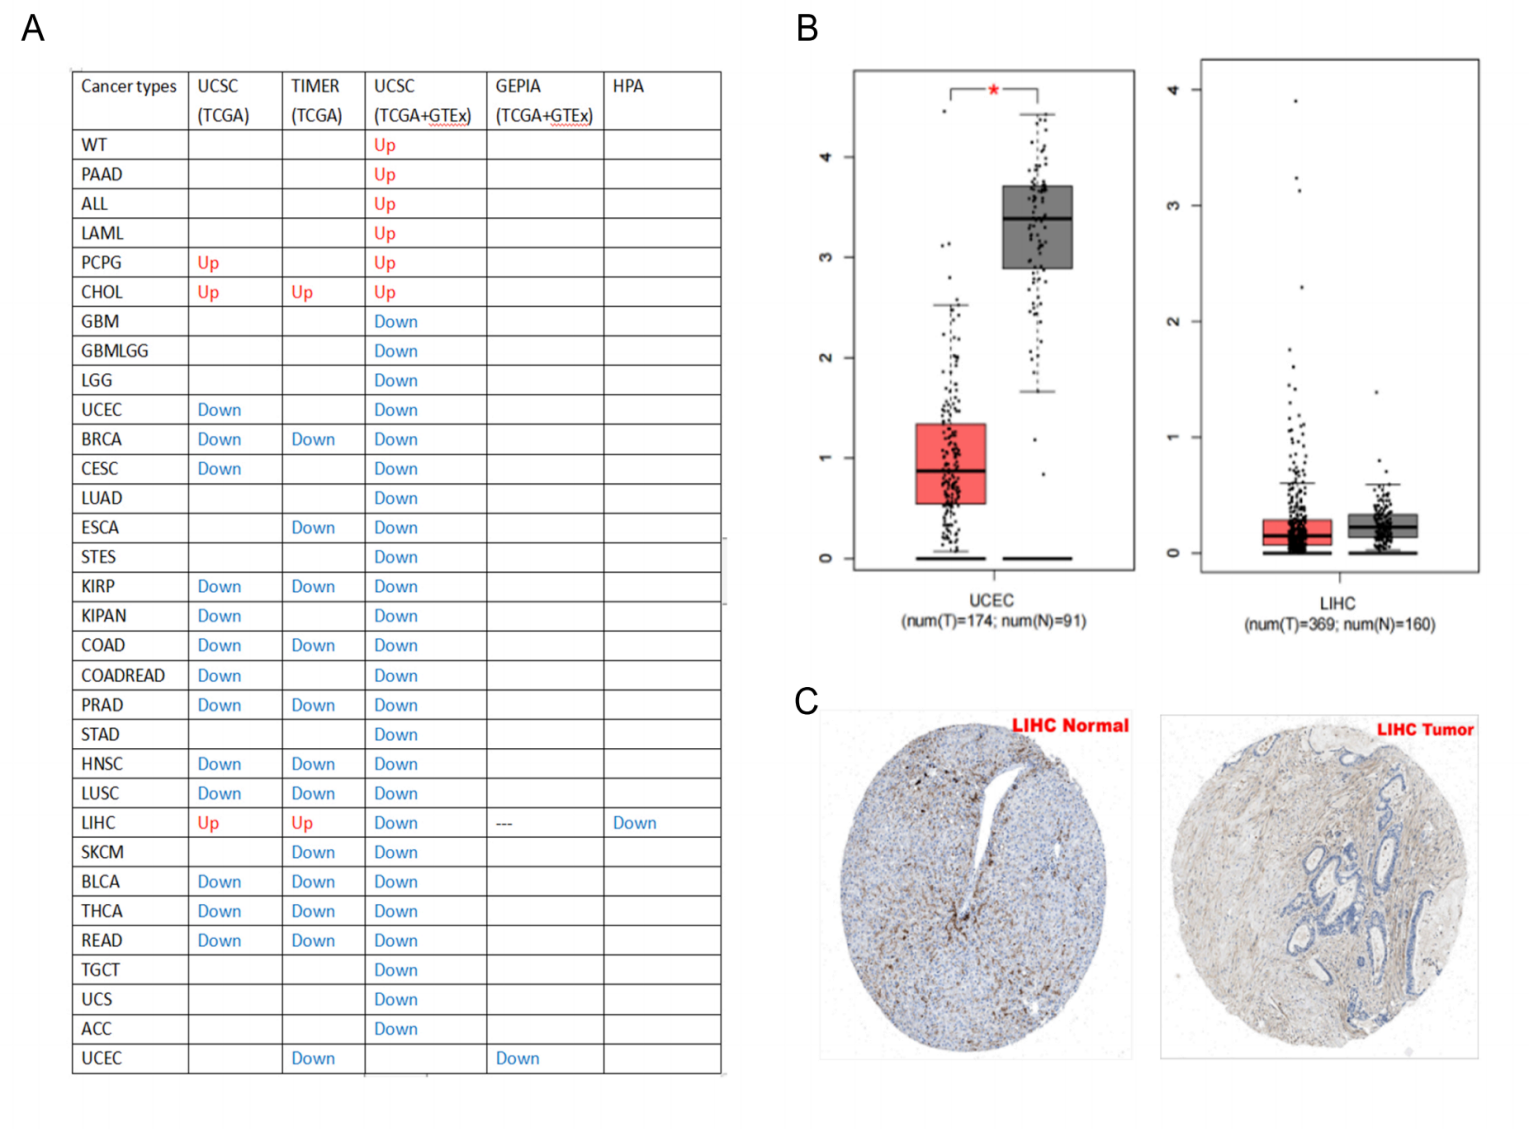 A
Cancer types UCSC (TCGA) TIMER (TCGA) UCSC (TCGA+GTEx) GEPIA (TCGA+GTEx) HPA
WT Up
PAAD Up
ALL Up
LAML Up
PCPG Up Up
CHOL Up Up Up
GBM Down
GBMLGG Down
LGG Down
UCEC Down Down
BRCA Down Down Down
CESC Down Down
LUAD Down
ESCA Down Down
STES Down
KIRP Down Down Down
KIPAN Down Down
COAD Down Down Down
COADREAD Down Down
PRAD Down Down Down
STAD Down
HNSC Down Down Down
LUSC Down Down Down
LIHC Up Up Down --- Down
SKCM Down Down
BLCA Down Down Down
THCA Down Down Down
READ Down Down Down
TGCT Down
UCS Down
ACC Down
UCEC Down Down
B
*
4
3
2
1
0
UCEC
(num(T)=174; num(N)=91)
4
3
2
1
0
LIHC
(num(T)=369; num(N)=160)
C
LIHC Normal
LIHC Tumor